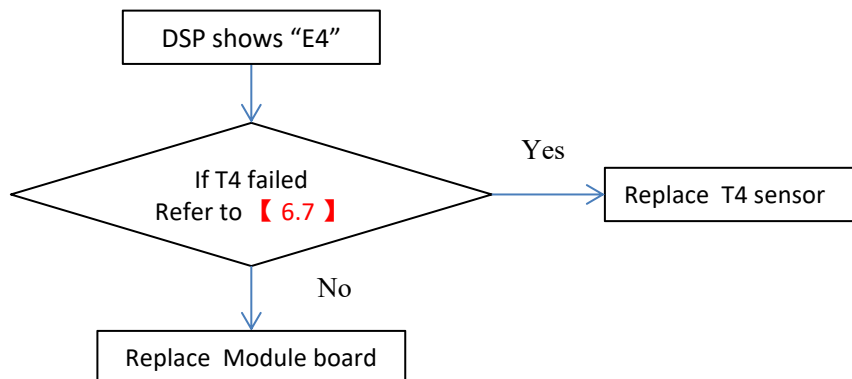 DSP shows “E4”
If T4 failed
Refer to 【 6.7 】
Yes
Replace T4 sensor
No
Replace Module board